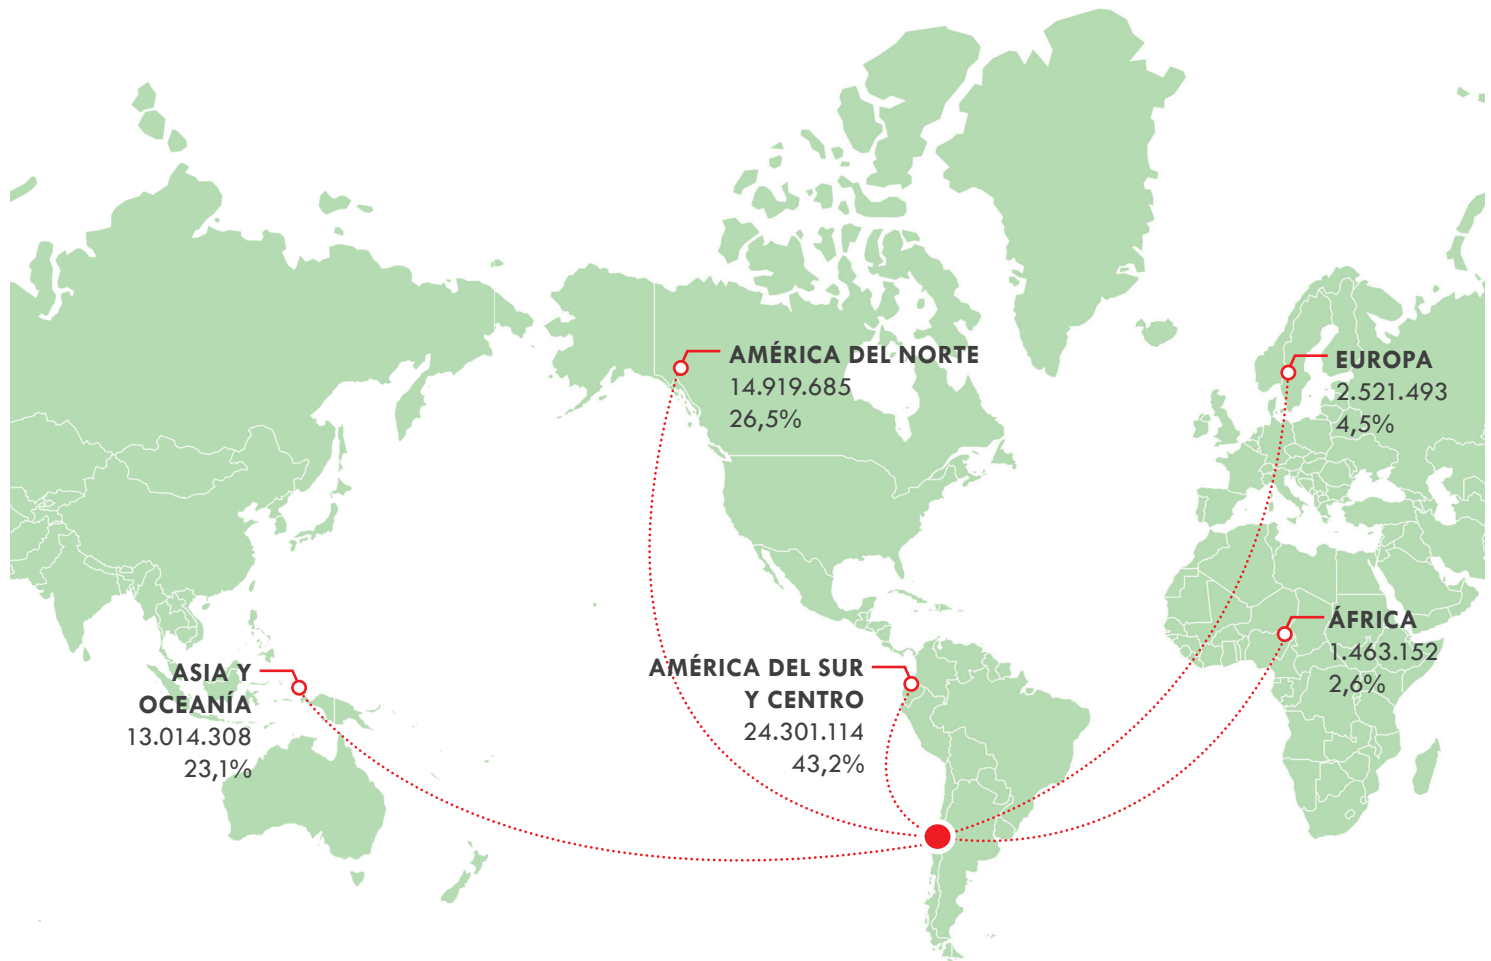 AMÉRICA DEL NORTE
14.919.685
26,5%
EUROPA
2.521.493
4,5%
ÁFRICA
1.463.152
2,6%
ASIA Y
OCEANÍA
13.014.308
23,1%
AMÉRICA DEL SUR
Y CENTRO
24.301.114
43,2%